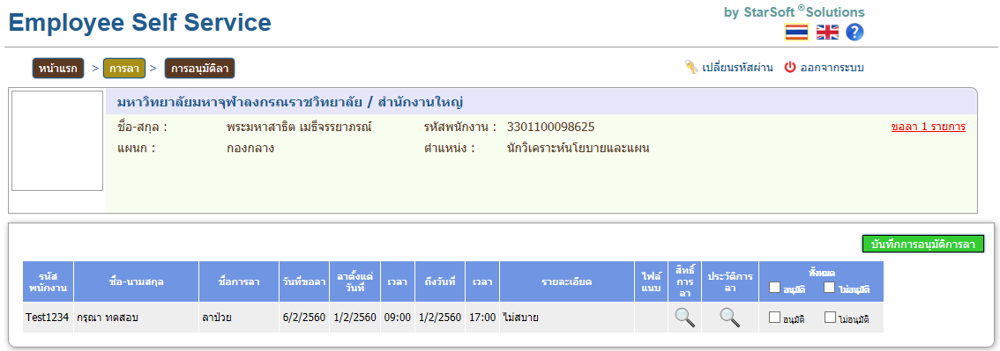 Employee Self Service
by StarSoft ®Solutions
หน้าแรก > การลา > การอนุมัติลา
เปลี่ยนรหัสผ่าน ออกจากระบบ
มหาวิทยาลัยมหาจุฬาลงกรณราชวิทยาลัย / สำนักงานใหญ่
ชื่อ-สกุล : พระมหาสาธิต เมธีจรรยาภรณ์ รหัสพนักงาน : 3301100098625 ขอลา 1 รายการ
แผนก : กองกลาง ตำแหน่ง : นักวิเคราะห์นโยบายและแผน
บันทึกการอนุมัติการลา
รหัสพนักงาน ชื่อ-นามสกุล ชื่อการลา วันที่ขอลา ลาตั้งแต่วันที่ เวลา ถึงวันที่ เวลา รายละเอียด ไฟล์แนบ สิทธิ์การลา ประวัติการลา ทั้งหมด
อนุมัติ ไม่อนุมัติ
Test1234 กรุณา ทดสอบ ลาป่วย 6/2/2560 1/2/2560 09:00 1/2/2560 17:00 ไม่สบาย อนุมัติ ไม่อนุมัติ